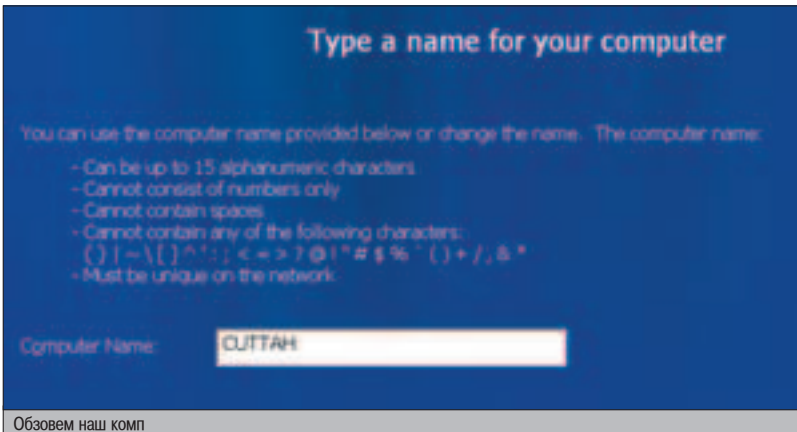 Type a name for your computer
You can use the computer name provided below or change the name. The computer name:
- Can be up to 15 alphanumeric characters
- Cannot consist of numbers only
- Cannot contain spaces
- Cannot contain any of the following characters:
{ } | ~ \ [ ] ^ ' : ; < = > ? @ ! " # $ % ` ( ) + / , & *
- Must be unique on the network
Computer Name: CUTTAH
Обзовем наш комп